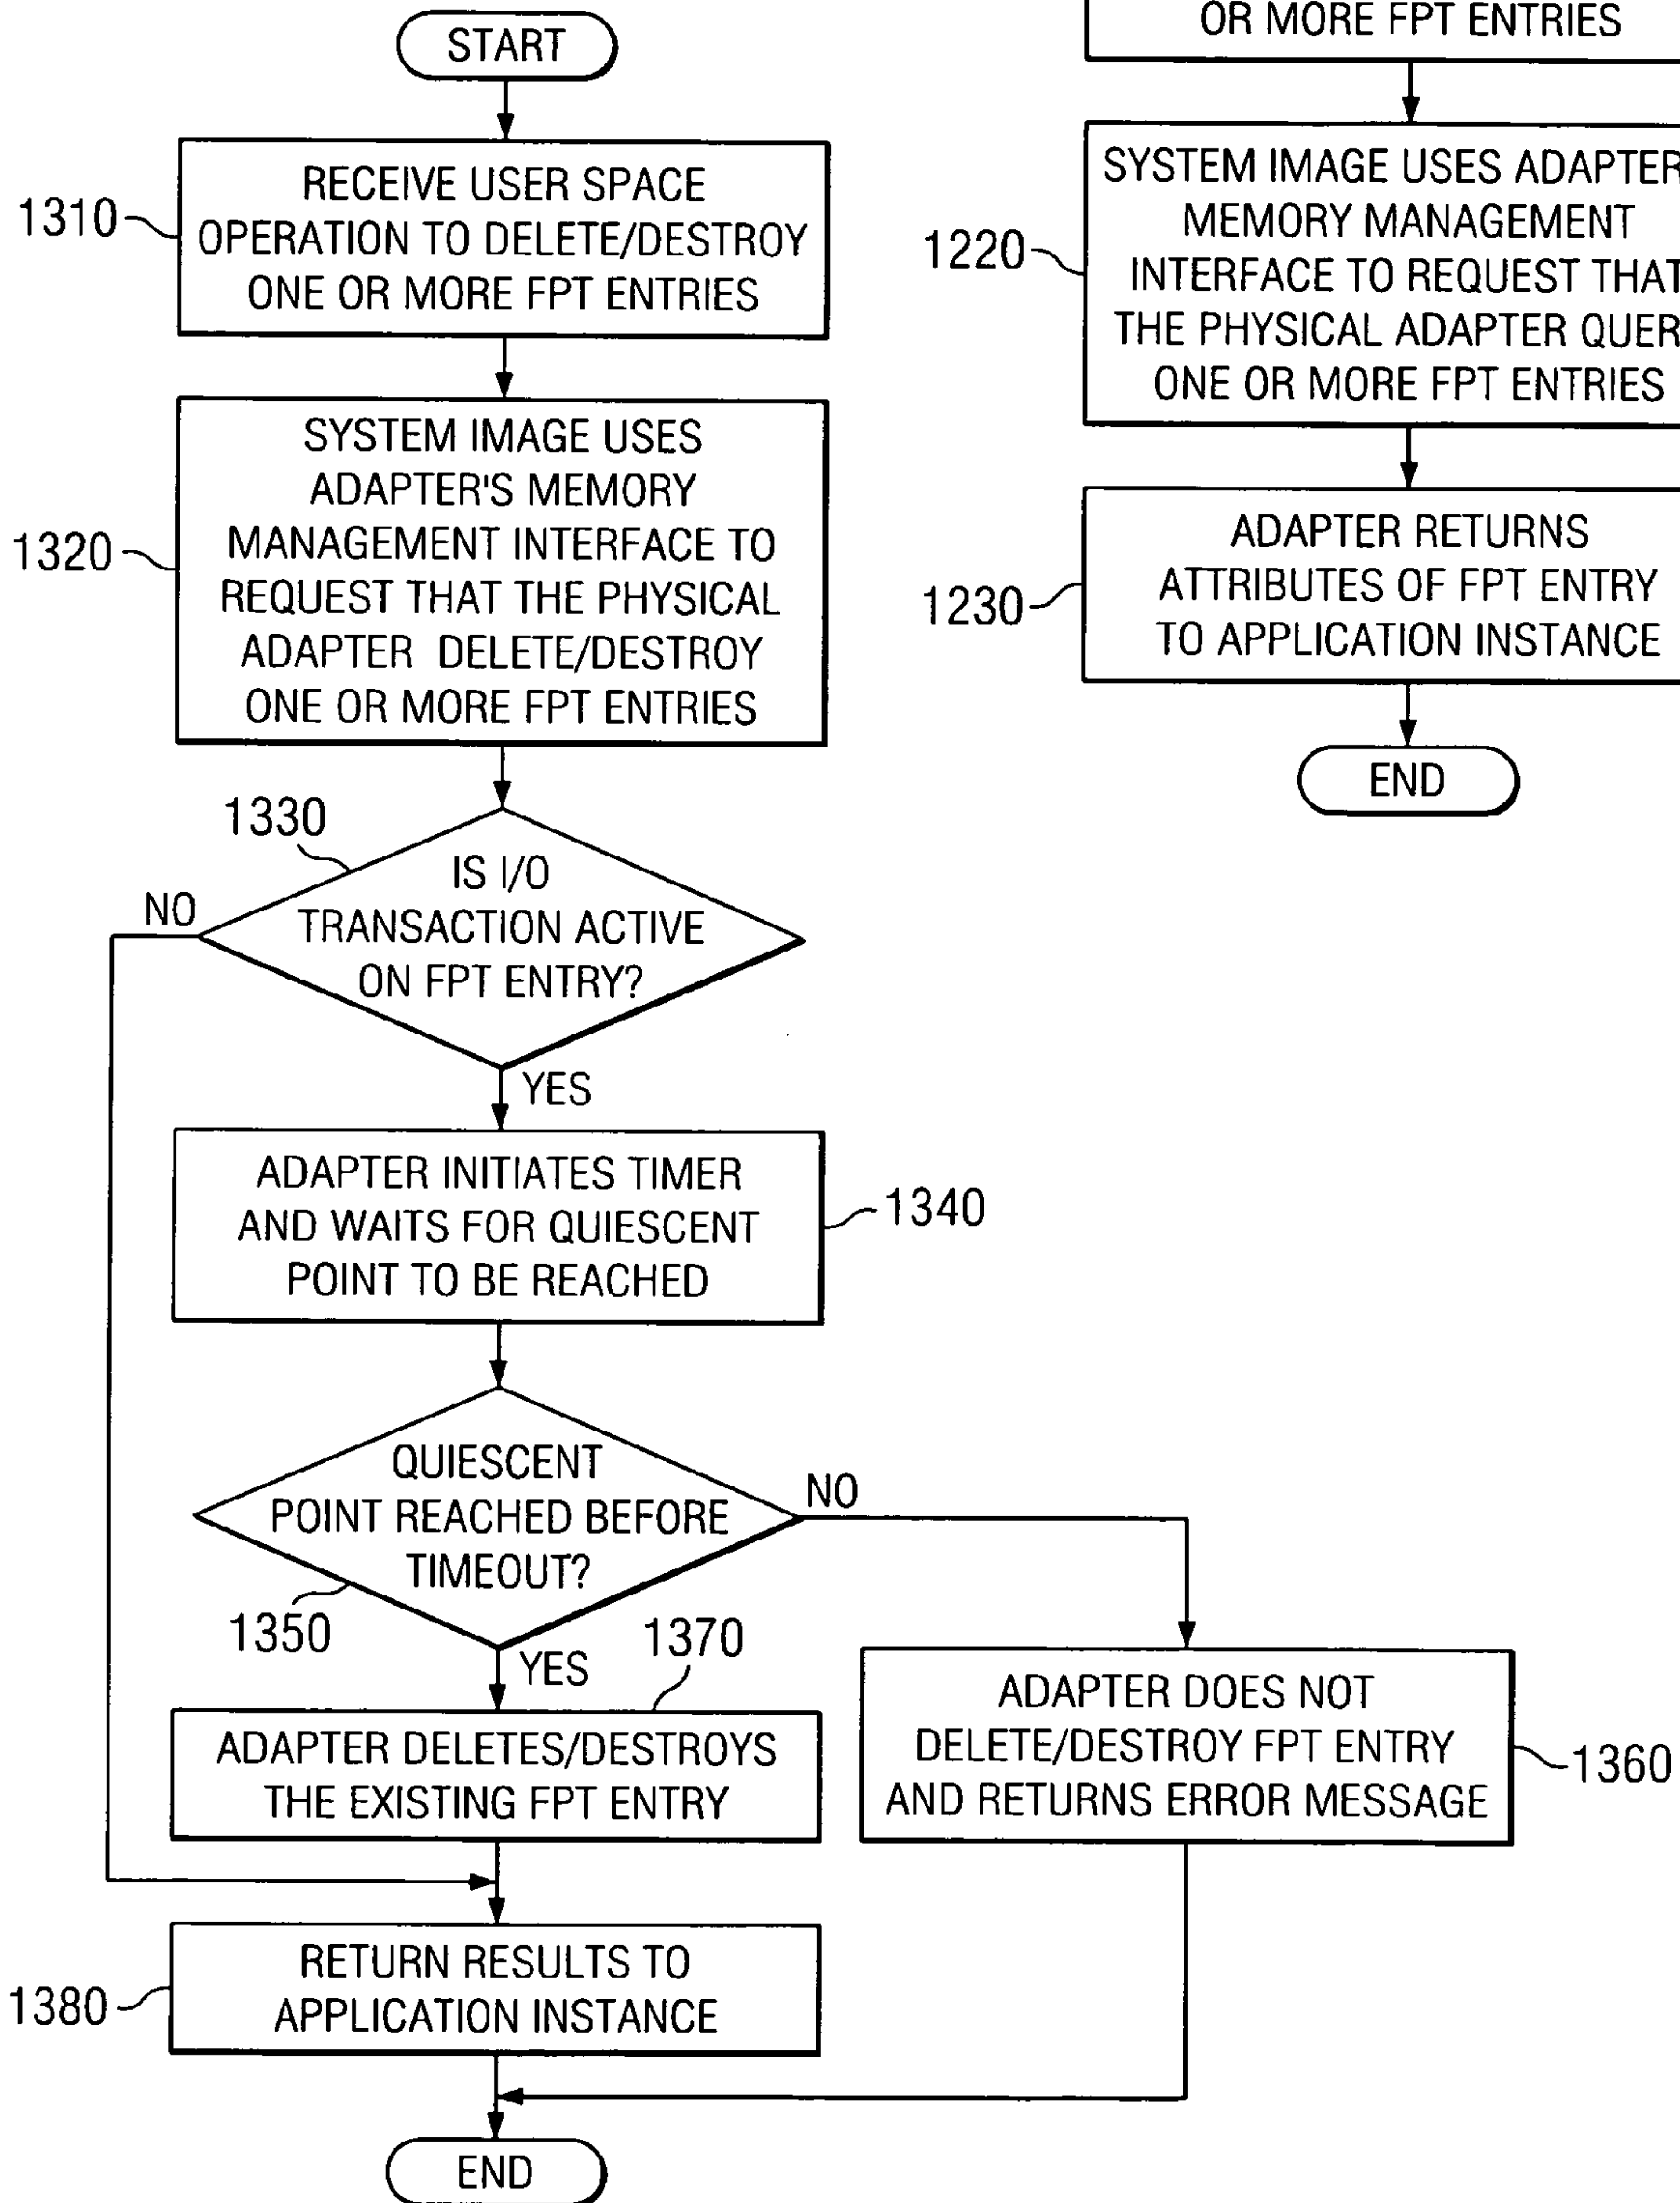 START
1310
RECEIVE USER SPACE
OPERATION TO DELETE/DESTROY
ONE OR MORE FPT ENTRIES
1320
SYSTEM IMAGE USES
ADAPTER'S MEMORY
MANAGEMENT INTERFACE TO
REQUEST THAT THE PHYSICAL
ADAPTER DELETE/DESTROY
ONE OR MORE FPT ENTRIES
1330
IS I/O
TRANSACTION ACTIVE
ON FPT ENTRY?
NO
YES
ADAPTER INITIATES TIMER
AND WAITS FOR QUIESCENT
POINT TO BE REACHED
1340
QUIESCENT
POINT REACHED BEFORE
TIMEOUT?
NO
1350
YES
1370
ADAPTER DELETES/DESTROYS
THE EXISTING FPT ENTRY
ADAPTER DOES NOT
DELETE/DESTROY FPT ENTRY
AND RETURNS ERROR MESSAGE
1360
1380
RETURN RESULTS TO
APPLICATION INSTANCE
END
OR MORE FPT ENTRIES
1220
SYSTEM IMAGE USES ADAPTER
MEMORY MANAGEMENT
INTERFACE TO REQUEST THAT
THE PHYSICAL ADAPTER QUER
ONE OR MORE FPT ENTRIES
1230
ADAPTER RETURNS
ATTRIBUTES OF FPT ENTRY
TO APPLICATION INSTANCE
END